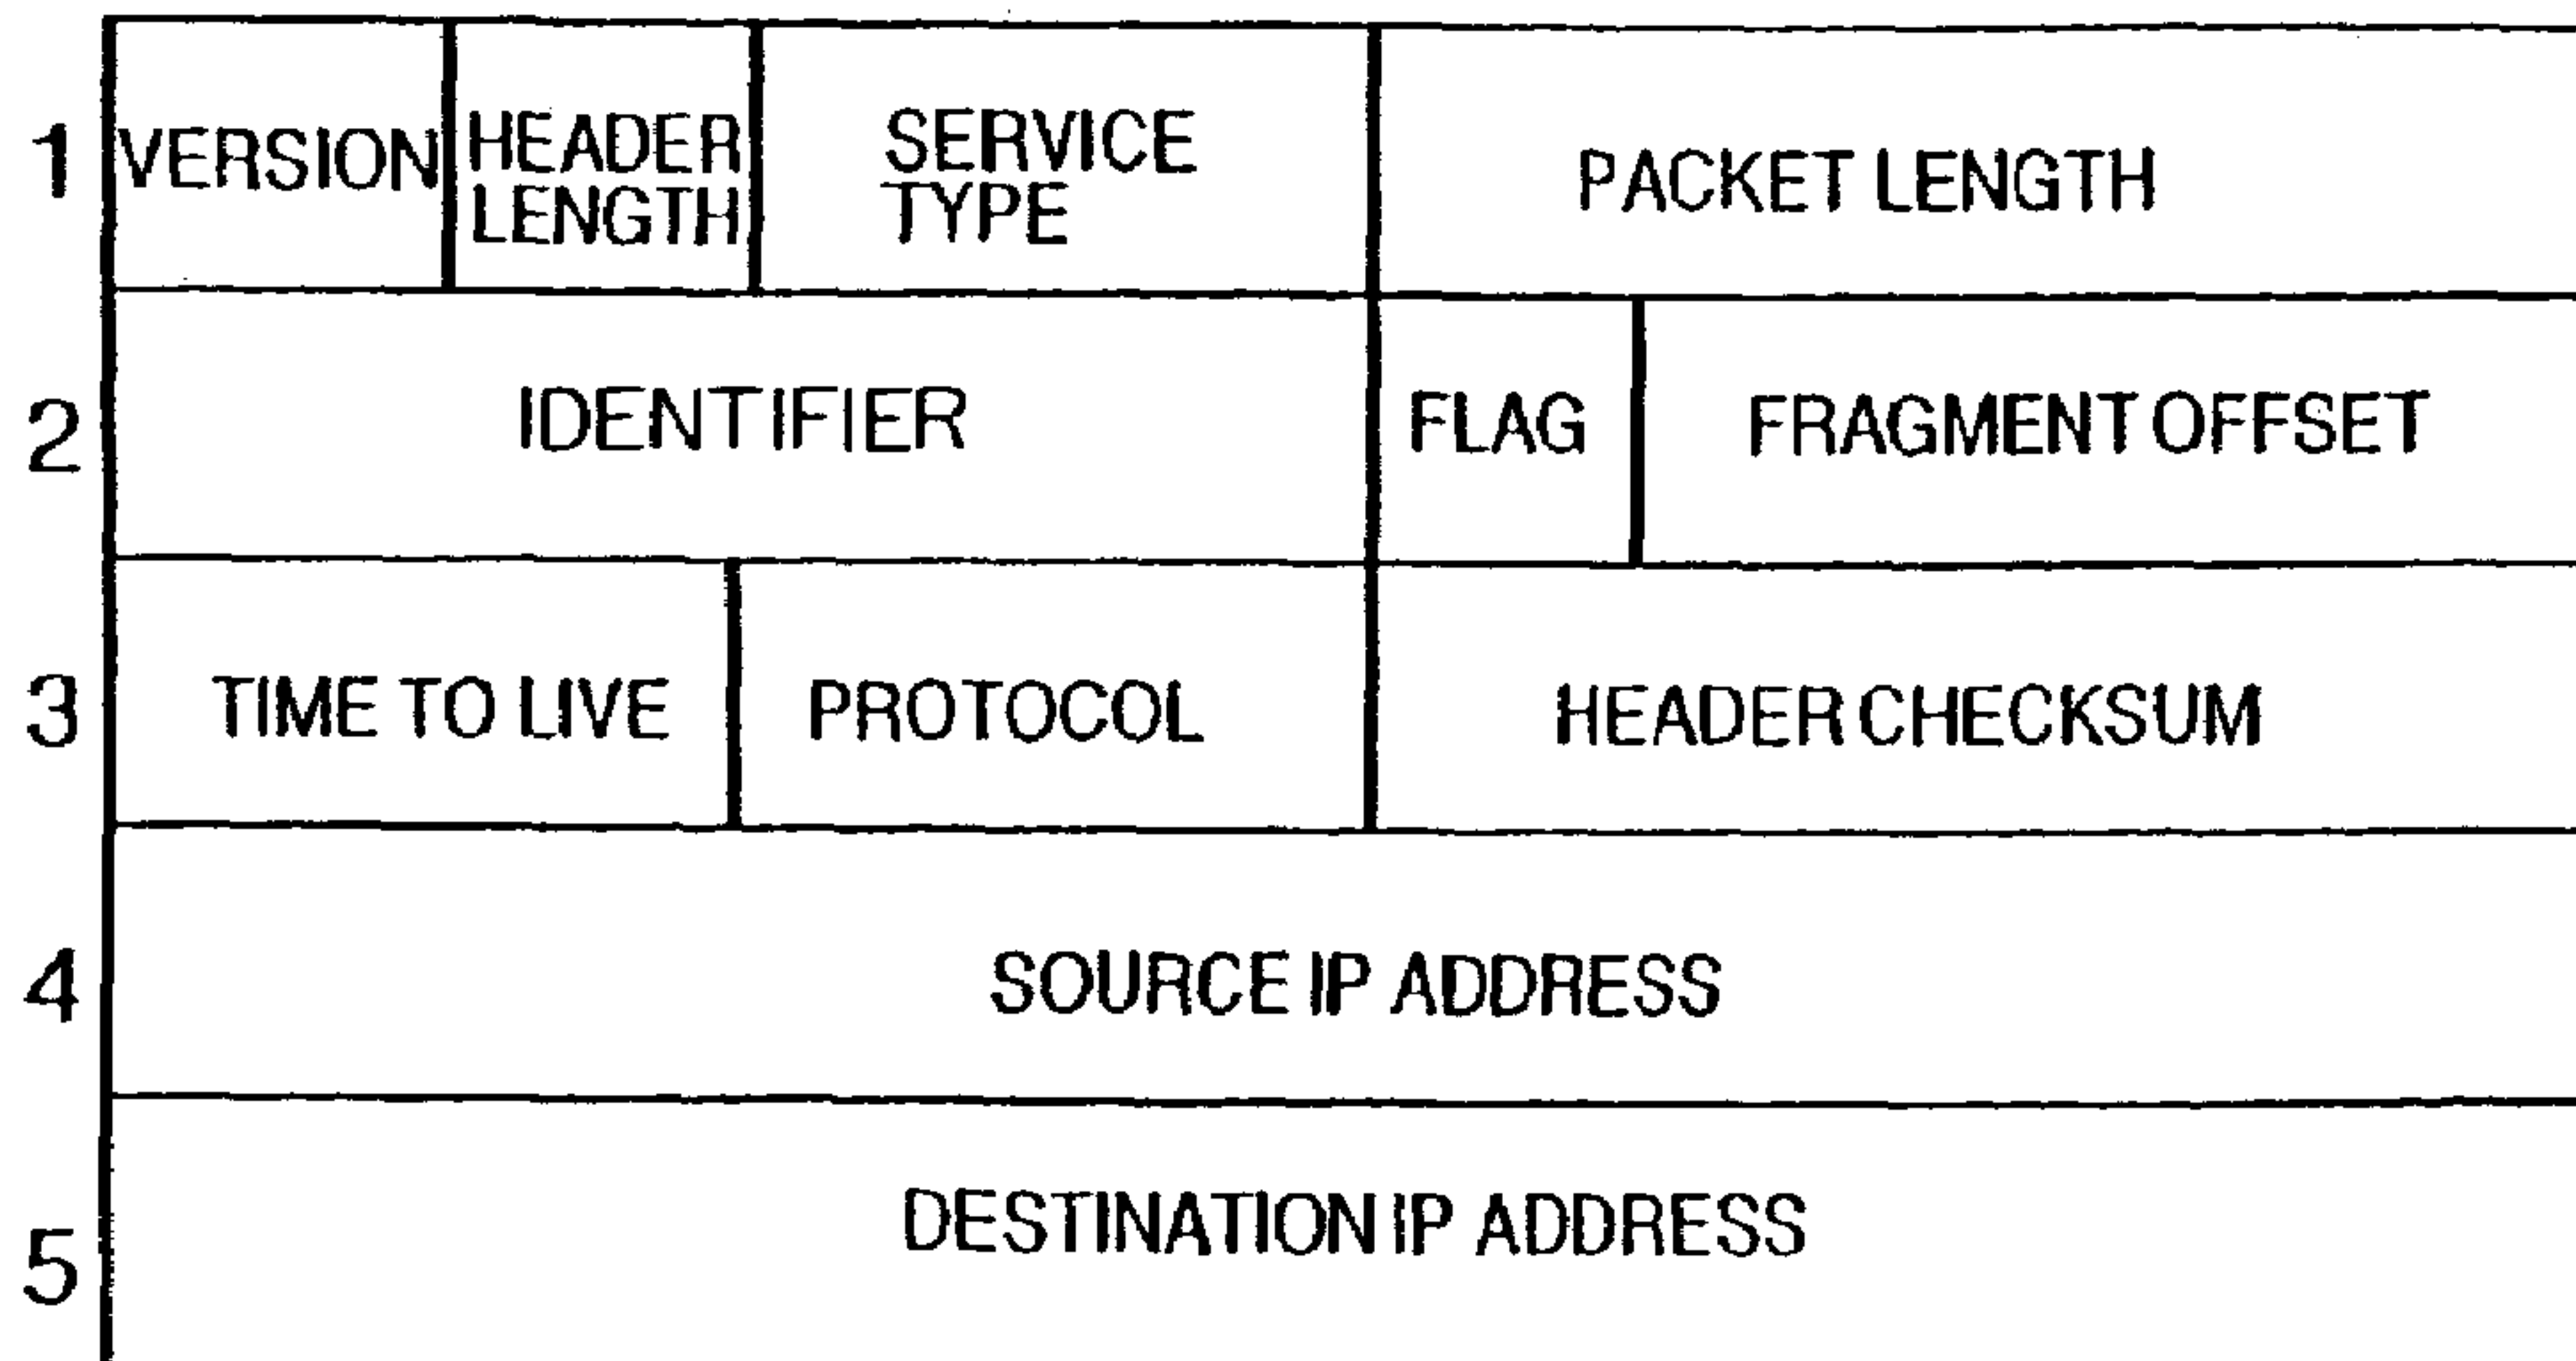 1 VERSION HEADER LENGTH SERVICE TYPE PACKET LENGTH
2 IDENTIFIER FLAG FRAGMENT OFFSET
3 TIME TO LIVE PROTOCOL HEADER CHECKSUM
4 SOURCE IP ADDRESS
5 DESTINATION IP ADDRESS